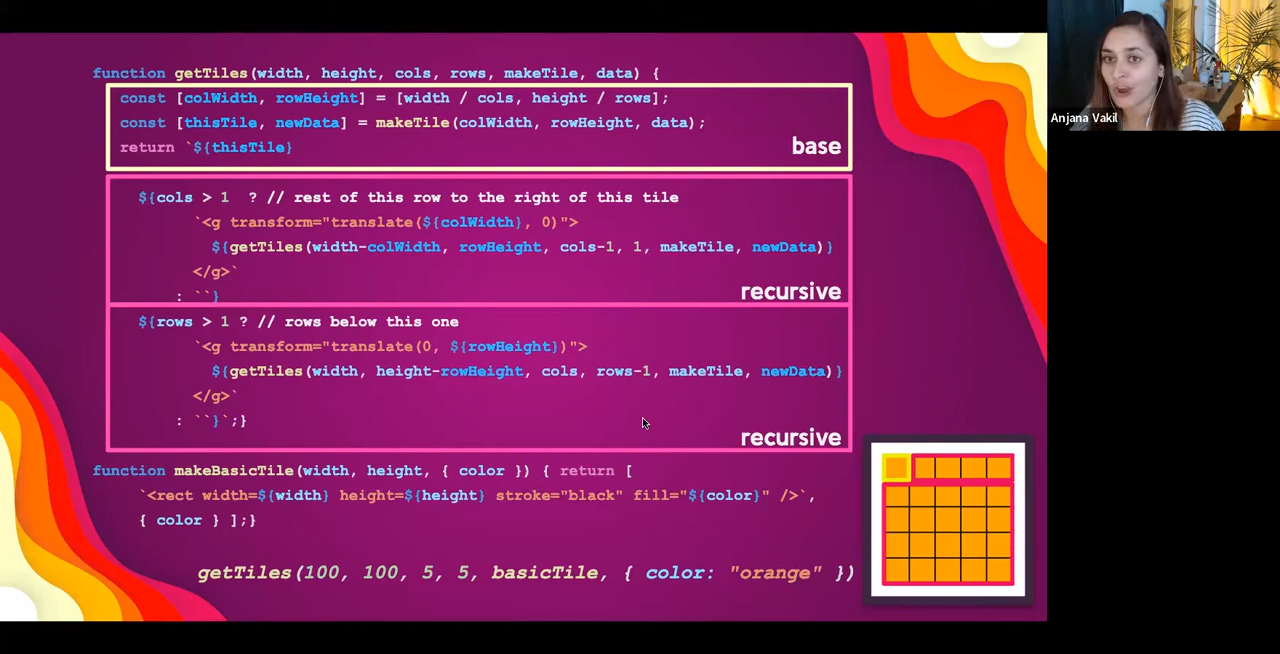 function getTiles(width, height, cols, rows, makeTile, data) {
const [colWidth, rowHeight] = [width / cols, height / rows];
const [thisTile, newData] = makeTile(colWidth, rowHeight, data);
return `${thisTile}
base
${cols > 1 ? // rest of this row to the right of this tile
`<g transform="translate(${colWidth}, 0)">
${getTiles(width-colWidth, rowHeight, cols-1, 1, makeTile, newData)}
</g>`
: ``}
recursive
${rows > 1 ? // rows below this one
`<g transform="translate(0, ${rowHeight})">
${getTiles(width, height-rowHeight, cols, rows-1, makeTile, newData)}
</g>`
: ``}`;}
recursive
function makeBasicTile(width, height, { color }) { return [
`<rect width=${width} height=${height} stroke="black" fill="${color}" />`,
{ color } ];}
getTiles(100, 100, 5, 5, basicTile, { color: "orange" })
Anjana Vakil